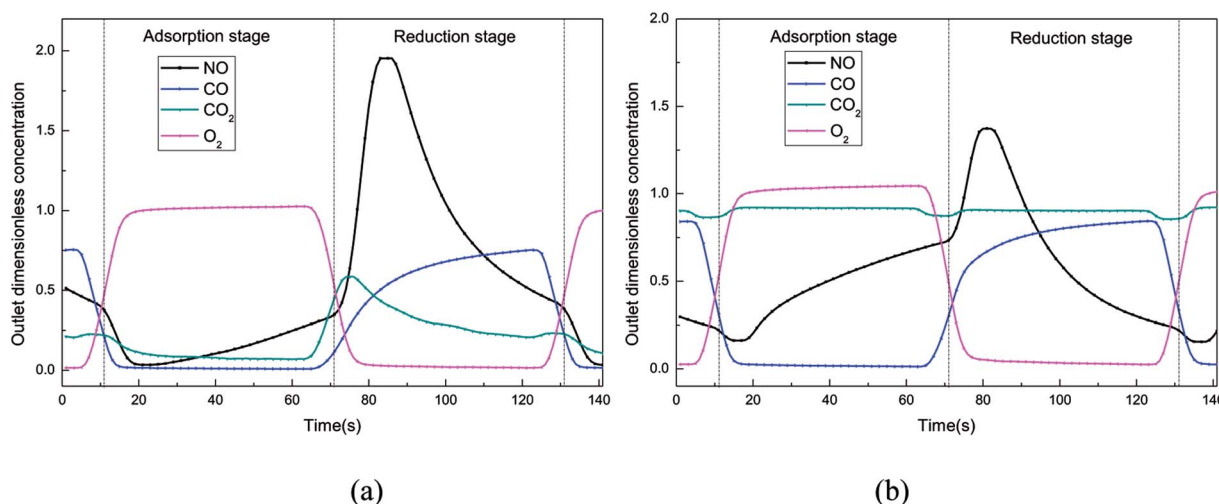 Adsorption stage
Reduction stage
NO
CO
CO2
O2
2.0
1.5
1.0
0.5
0.0
Outlet dimensionless concentration
0 20 40 60 80 100 120 140
Time(s)
(a)
2.0
Adsorption stage
Reduction stage
NO
CO
CO2
O2
1.5
1.0
0.5
0.0
Outlet dimensionless concentration
0 20 40 60 80 100 120 140
Time(s)
(b)